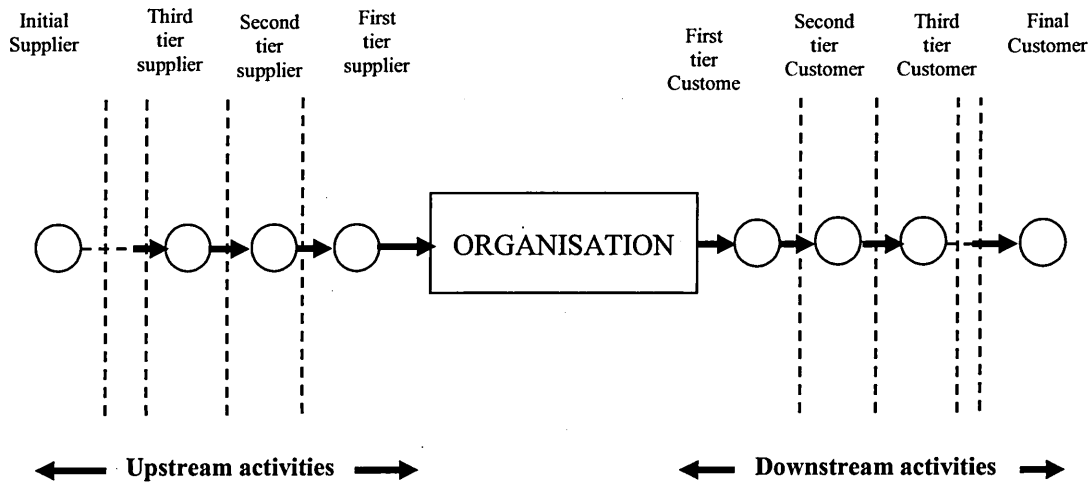 Initial
Supplier
Third
tier
supplier
Second
tier
supplier
First
tier
supplier
First
tier
Custome
Second
tier
Customer
Third
tier
Customer
Final
Customer
ORGANISATION
Upstream activities
Downstream activities